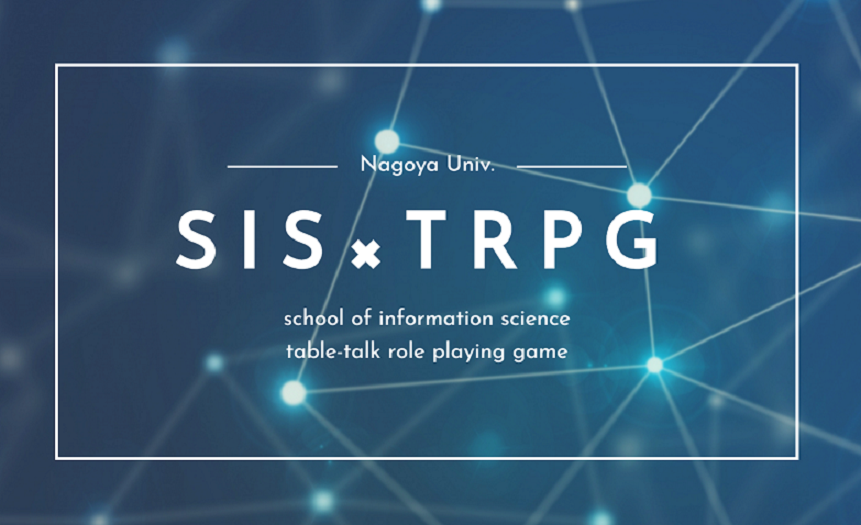 Nagoya Univ.
SIS×TRPG
school of information science
table-talk role playing game